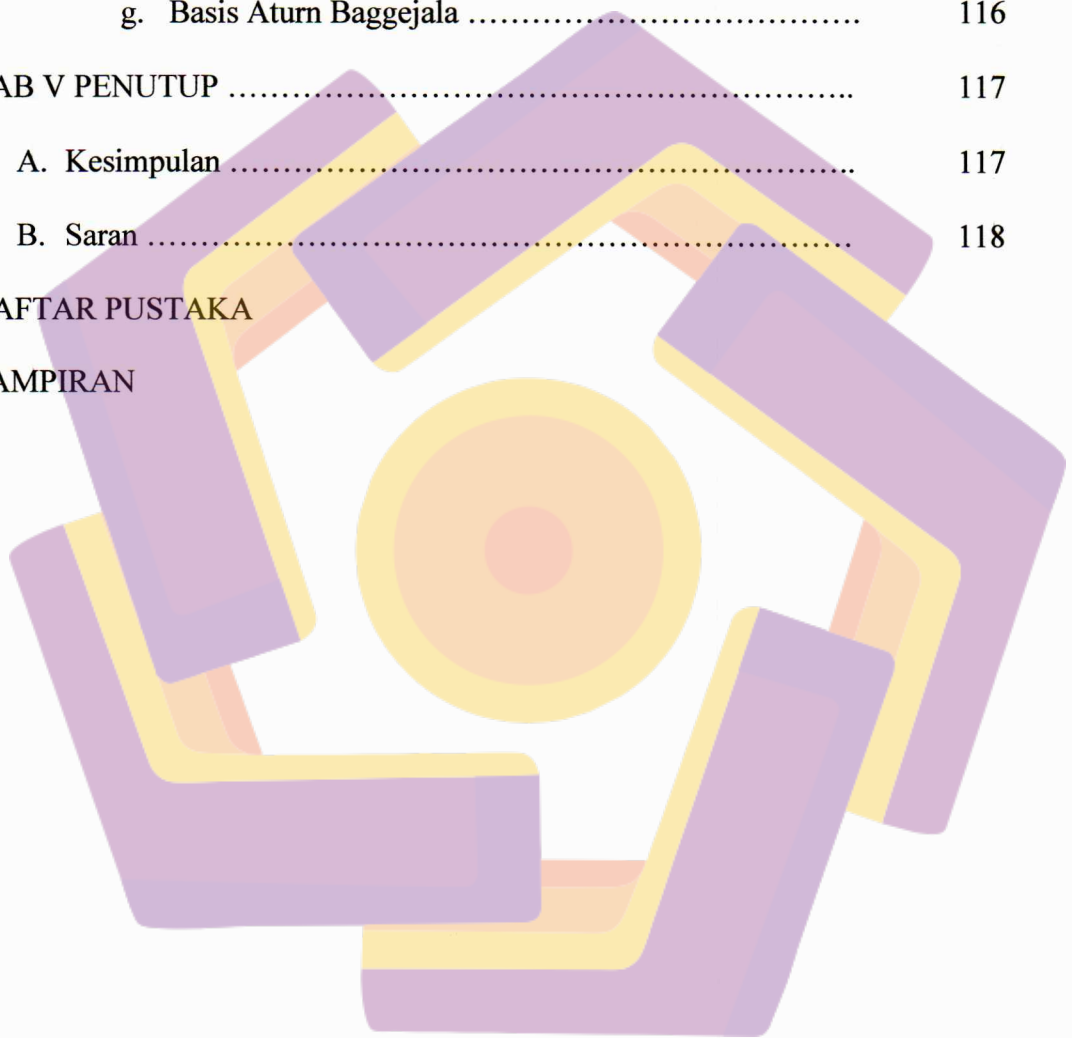 g. Basis Aturn Baggejala ……………………………………. 116
AB V PENUTUP …………………………………………………………….. 117
A. Kesimpulan …………………………………………………………….. 117
B. Saran …………………………………………………………………… 118
AFTAR PUSTAKA
AMPIRAN